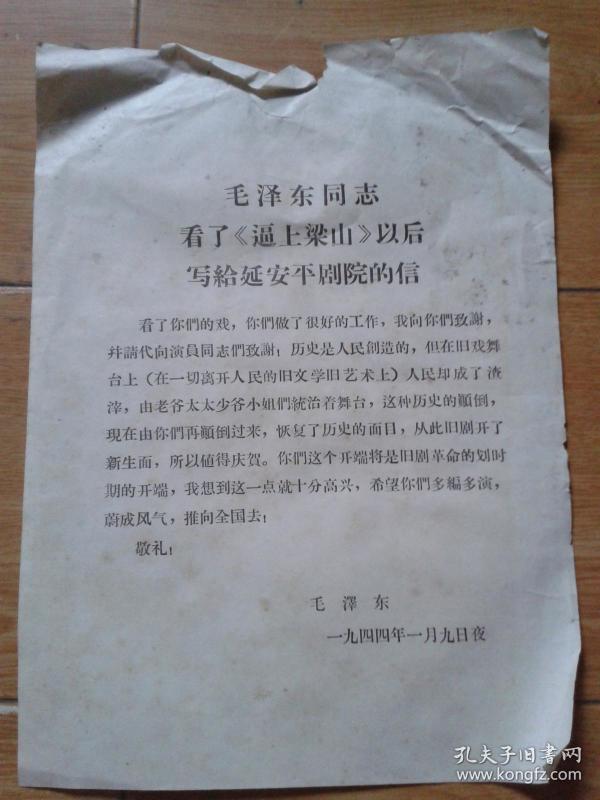 毛泽东同志
看了《逼上梁山》以后
写給延安平剧院的信
看了你們的戏，你們做了很好的工作，我向你們致謝，
幷請代向演員同志們致謝！历史是人民創造的，但在旧戏舞
台上（在一切离开人民的旧文学旧艺术上）人民却成了渣
滓，由老爷太太少爷小姐們統治着舞台，这种历史的顚倒，
現在由你們再顚倒过来，恢复了历史的面目，从此旧剧开了
新生面，所以値得庆贺。你們这个开端将是旧剧革命的划时
期的开端，我想到这一点就十分高兴，希望你們多編多演，
蔚成风气，推向全国去！
敬礼！
毛澤东
一九四四年一月九日夜
孔夫子旧书网
www.kongfz.com